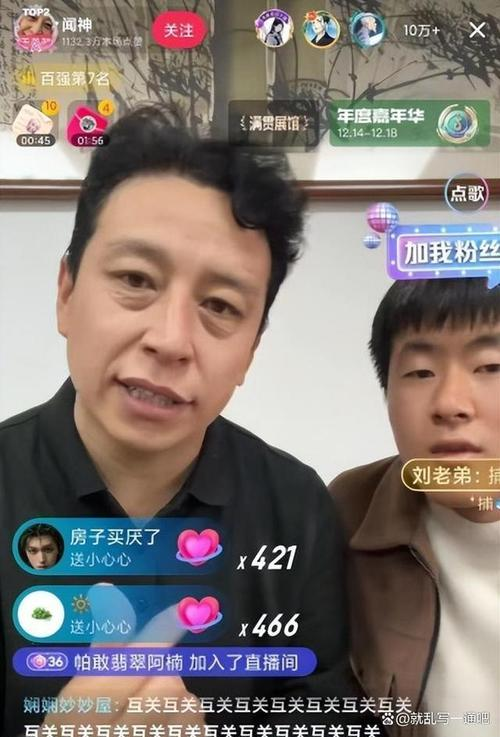 TOP2
闻神
1132.3万本场点赞
关注
10万+
百强第7名
10
4
00:45
01:56
满贯展馆
年度嘉年华
12.14-12.18
点歌
加我粉丝
刘老弟：捕
捕
房子买厌了
送小心心
x421
送小心心
x466
36 帕敢翡翠阿楠 加入了直播间
娴娴妙妙屋：互关互关互关互关互关互关互关互关
互关互关互关互关互关互关互关互关互关互关
@就乱写一通吧